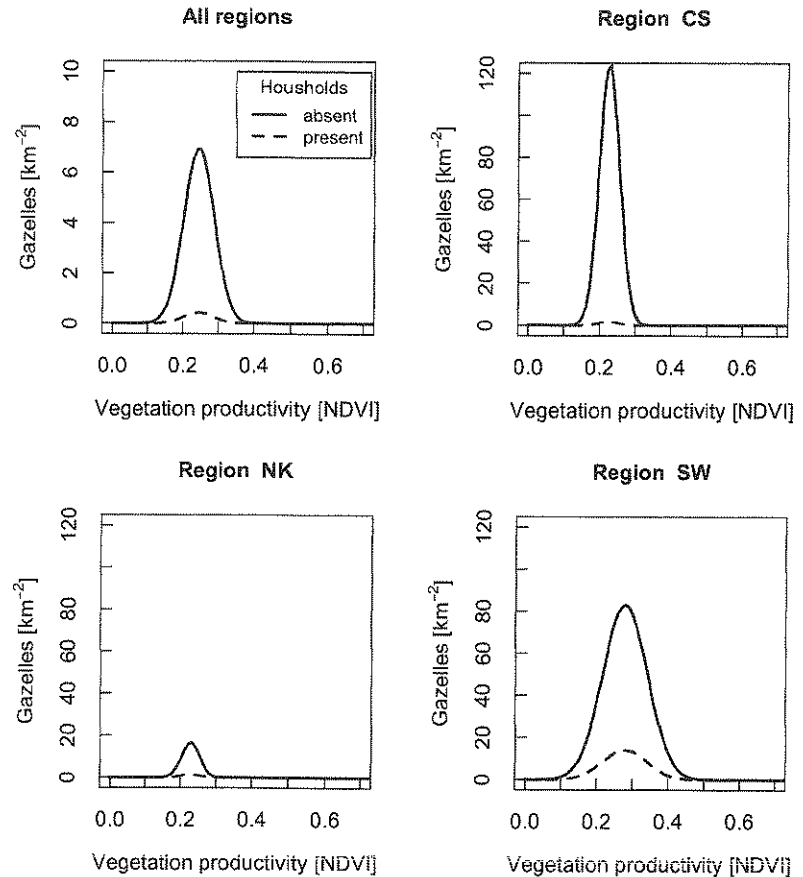 All regions
Gazelles [km⁻²]
10
8
6
4
2
0
Housholds
absent
present
0.0 0.2 0.4 0.6
Vegetation productivity [NDVI]
Region CS
Gazelles [km⁻²]
120
80
60
40
20
0
0.0 0.2 0.4 0.6
Vegetation productivity [NDVI]
Region NK
Gazelles [km⁻²]
120
80
60
40
20
0
0.0 0.2 0.4 0.6
Vegetation productivity [NDVI]
Region SW
Gazelles [km⁻²]
120
80
60
40
20
0
0.0 0.2 0.4 0.6
Vegetation productivity [NDVI]